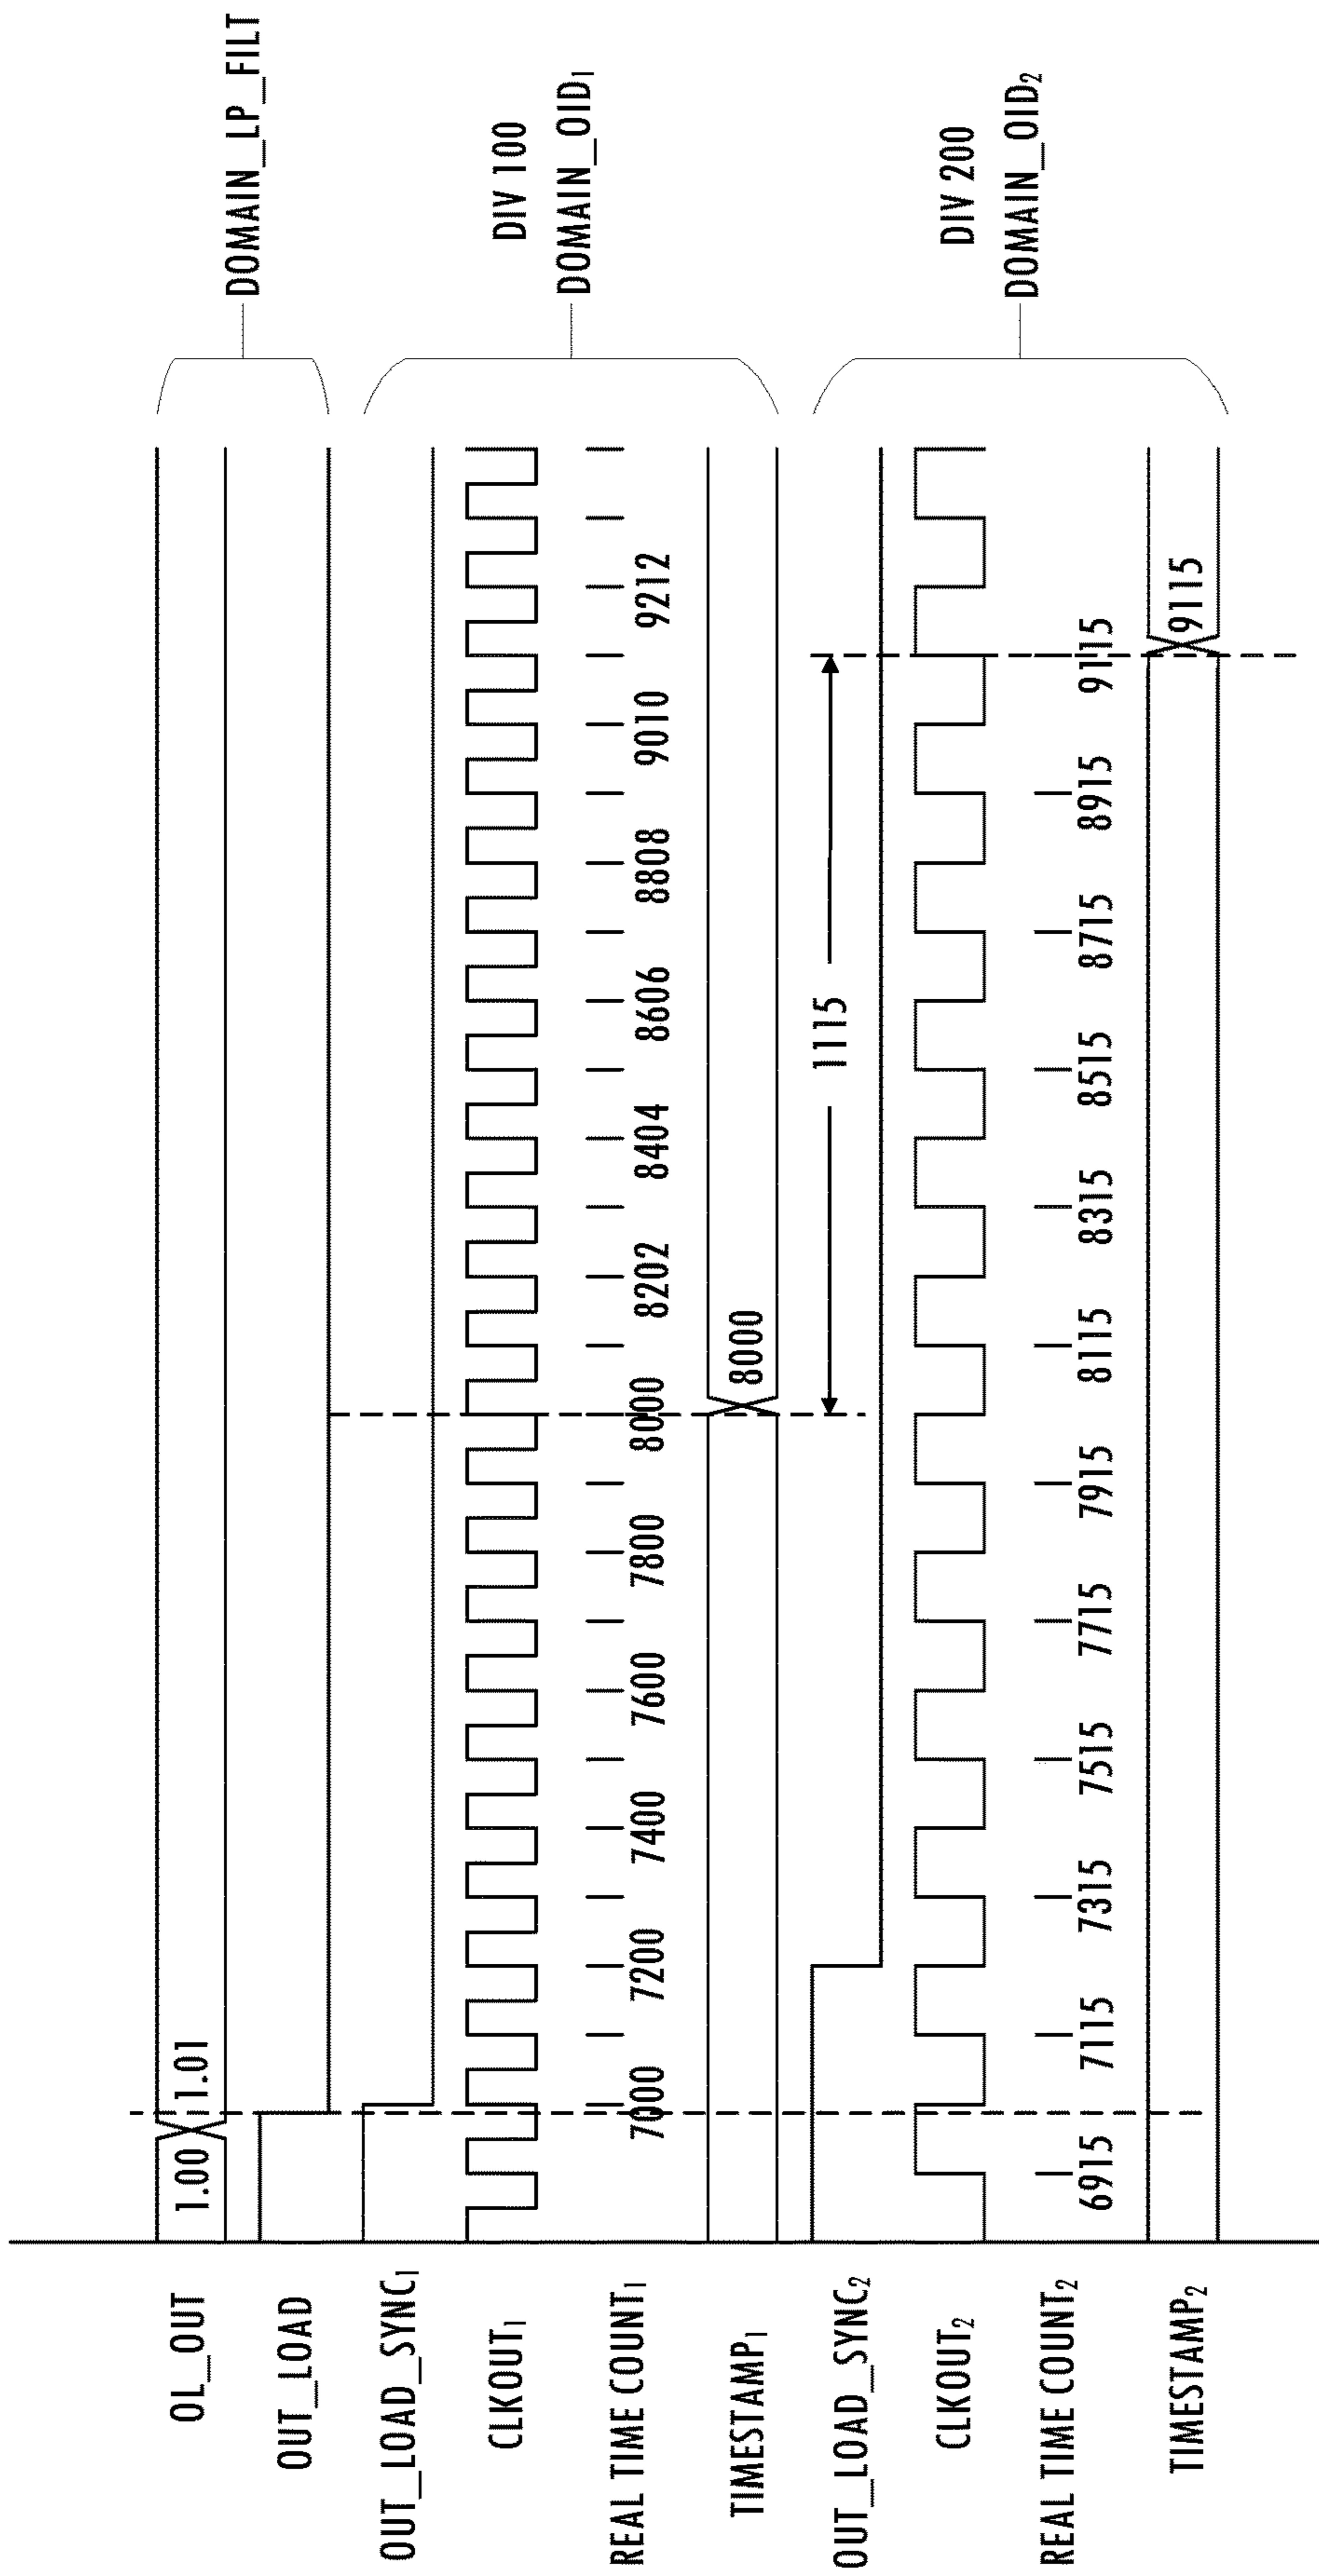 OL_OUT
1.00
1.01
DOMAIN_LP_FILT
OUT_LOAD
OUT_LOAD_SYNC₁
CLKOUT₁
DIV 100
DOMAIN_OID₁
REAL TIME COUNT₁
7000
7200
7400
7600
7800
8000
8202
8404
8606
8808
9010
9212
TIMESTAMP₁
8000
OUT_LOAD_SYNC₂
1115
CLKOUT₂
DIV 200
DOMAIN_OID₂
REAL TIME COUNT₂
6915
7115
7315
7515
7715
7915
8115
8315
8515
8715
8915
9115
TIMESTAMP₂
9115